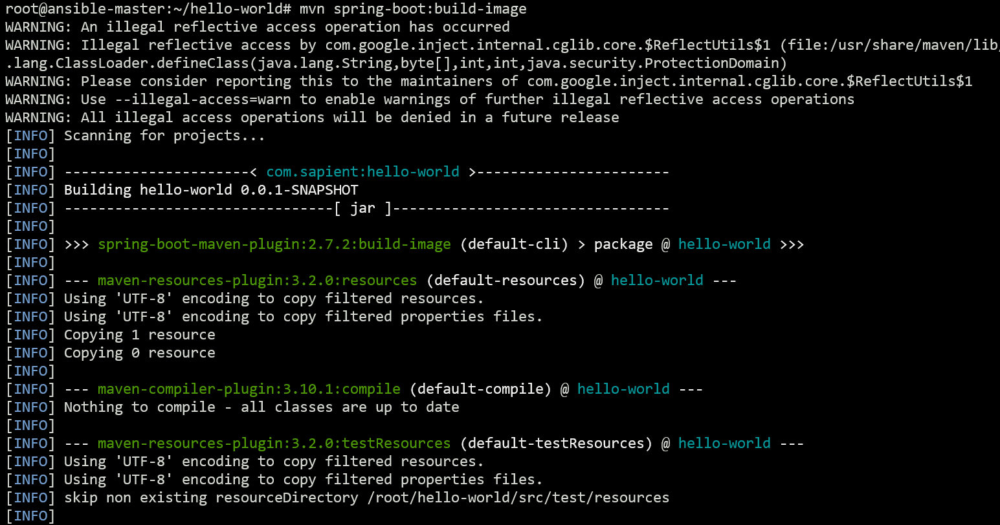 root@ansible-master:~/hello-world# mvn spring-boot:build-image
WARNING: An illegal reflective access operation has occurred
WARNING: Illegal reflective access by com.google.inject.internal.cglib.core.$ReflectUtils$1 (file:/usr/share/maven/lib/
.lang.ClassLoader.defineClass(java.lang.String,byte[],int,int,java.security.ProtectionDomain)
WARNING: Please consider reporting this to the maintainers of com.google.inject.internal.cglib.core.$ReflectUtils$1
WARNING: Use --illegal-access=warn to enable warnings of further illegal reflective access operations
WARNING: All illegal access operations will be denied in a future release
[INFO] Scanning for projects...
[INFO]
[INFO] ----------------------< com.sapient:hello-world >-----------------------
[INFO] Building hello-world 0.0.1-SNAPSHOT
[INFO] --------------------------------[ jar ]---------------------------------
[INFO]
[INFO] >>> spring-boot-maven-plugin:2.7.2:build-image (default-cli) > package @ hello-world >>>
[INFO]
[INFO] --- maven-resources-plugin:3.2.0:resources (default-resources) @ hello-world ---
[INFO] Using 'UTF-8' encoding to copy filtered resources.
[INFO] Using 'UTF-8' encoding to copy filtered properties files.
[INFO] Copying 1 resource
[INFO] Copying 0 resource
[INFO]
[INFO] --- maven-compiler-plugin:3.10.1:compile (default-compile) @ hello-world ---
[INFO] Nothing to compile - all classes are up to date
[INFO]
[INFO] --- maven-resources-plugin:3.2.0:testResources (default-testResources) @ hello-world ---
[INFO] Using 'UTF-8' encoding to copy filtered resources.
[INFO] Using 'UTF-8' encoding to copy filtered properties files.
[INFO] skip non existing resourceDirectory /root/hello-world/src/test/resources
[INFO]